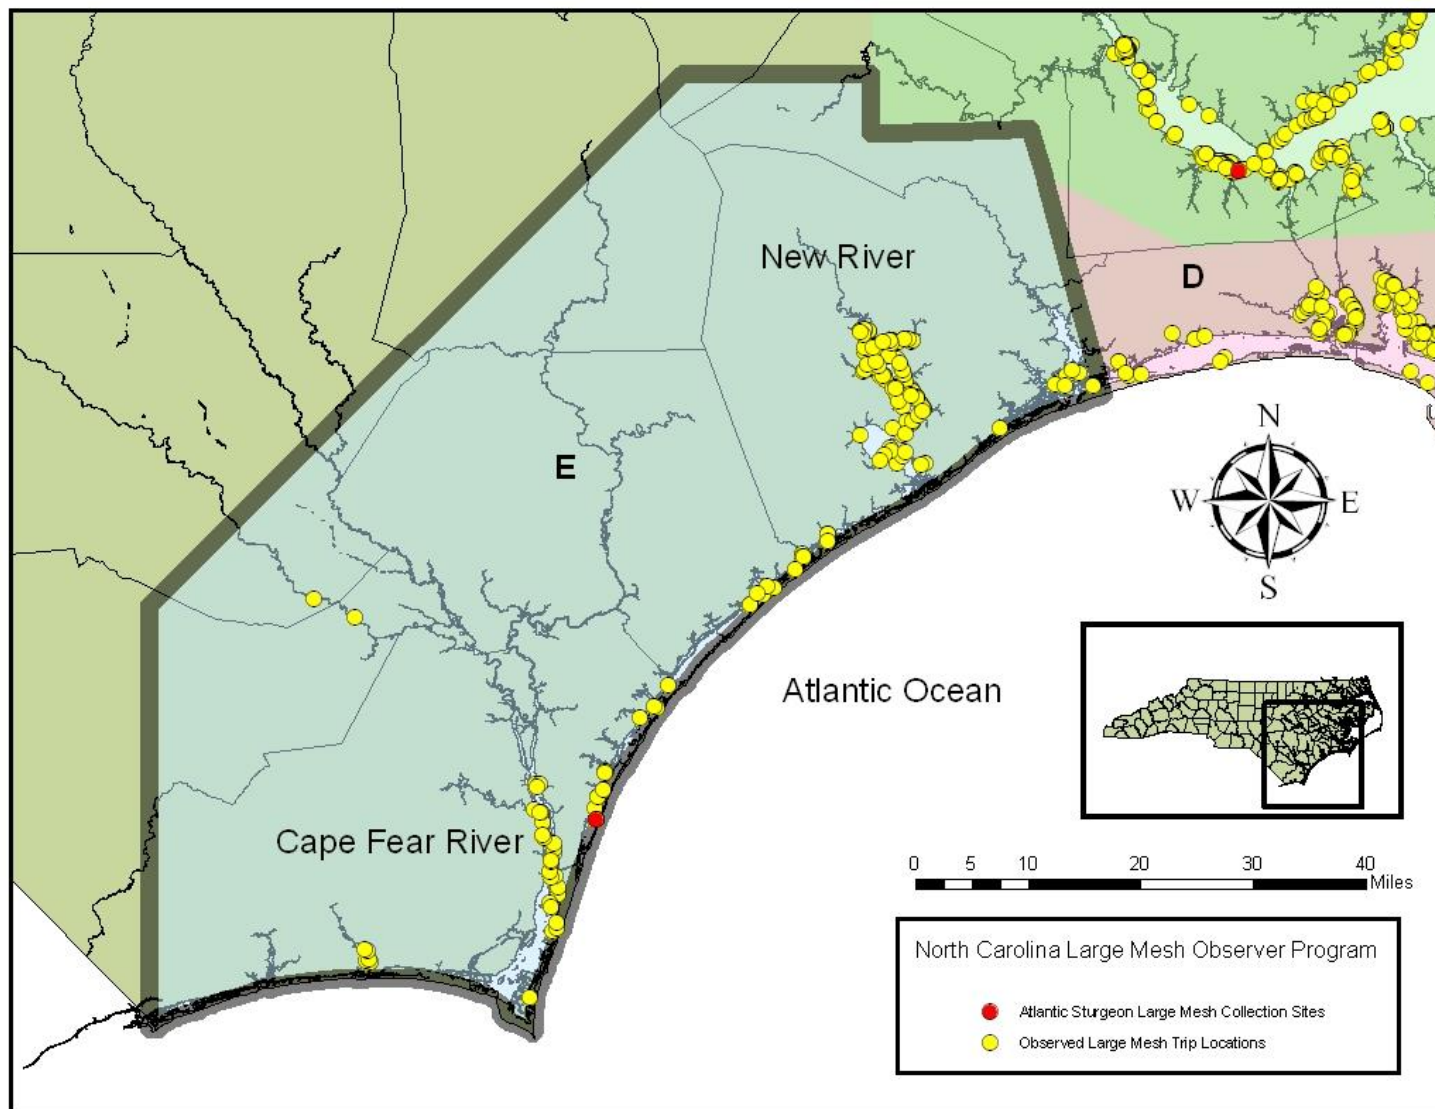 New River
D
E
N
W E
S
Atlantic Ocean
Cape Fear River
0 5 10 20 30 40
Miles
North Carolina Large Mesh Observer Program
Atlantic Sturgeon Large Mesh Collection Sites
Observed Large Mesh Trip Locations